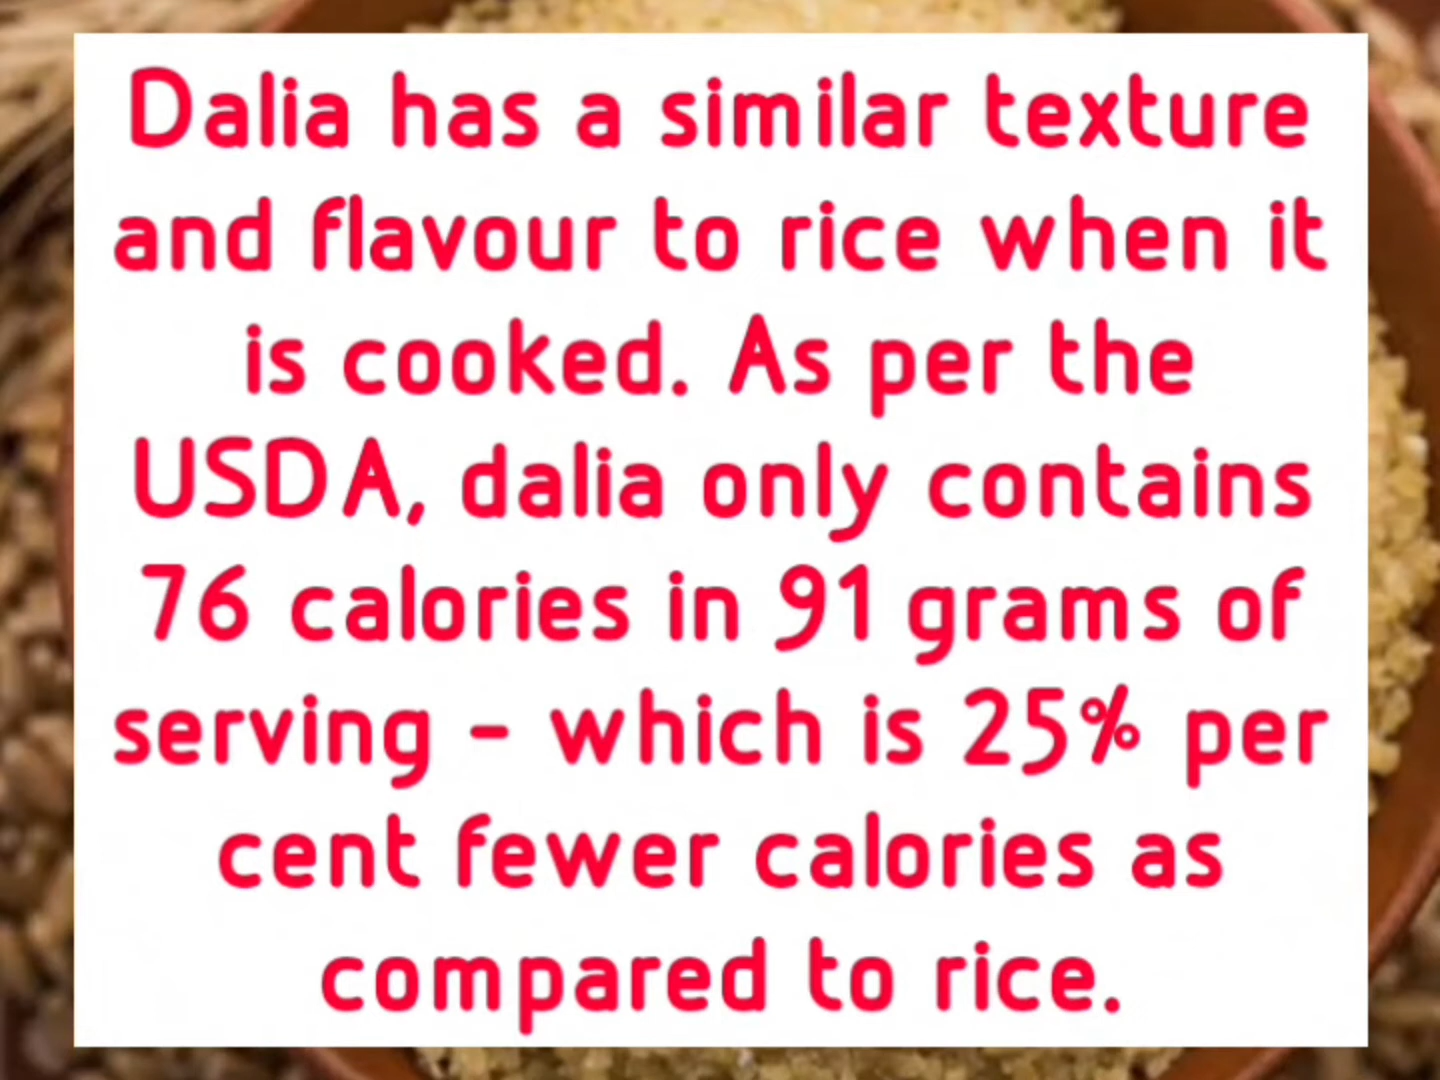 Dalia has a similar texture
and flavour to rice when it
is cooked. As per the
USDA, dalia only contains
76 calories in 91 grams of
serving - which is 25% per
cent fewer calories as
compared to rice.